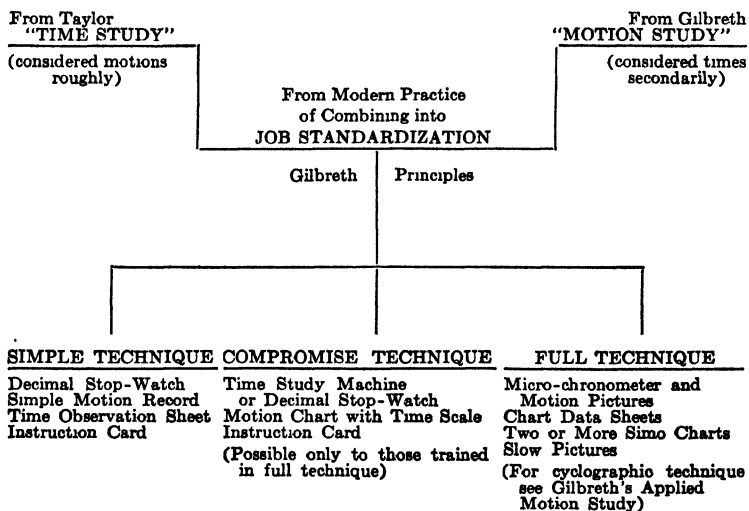 From Taylor
"TIME STUDY"
(considered motions
roughly)
From Gilbreth
"MOTION STUDY"
(considered times
secondarily)
From Modern Practice
of Combining into
JOB STANDARDIZATION
Gilbreth Principles
SIMPLE TECHNIQUE
Decimal Stop-Watch
Simple Motion Record
Time Observation Sheet
Instruction Card
COMPROMISE TECHNIQUE
Time Study Machine
or Decimal Stop-Watch
Motion Chart with Time Scale
Instruction Card
(Possible only to those trained
in full technique)
FULL TECHNIQUE
Micro-chronometer and
Motion Pictures
Chart Data Sheets
Two or More Simo Charts
Slow Pictures
(For cyclographic technique
see Gilbreth's Applied
Motion Study)